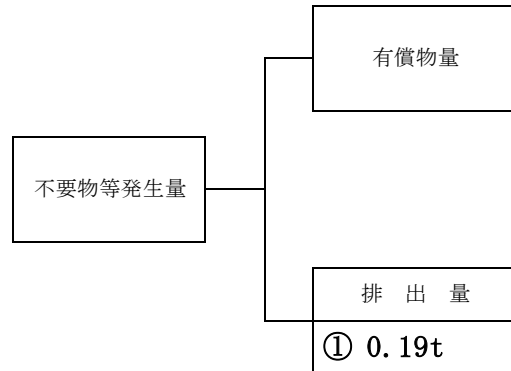 有償物量
不要物等発生量
排 出 量
① 0.19t